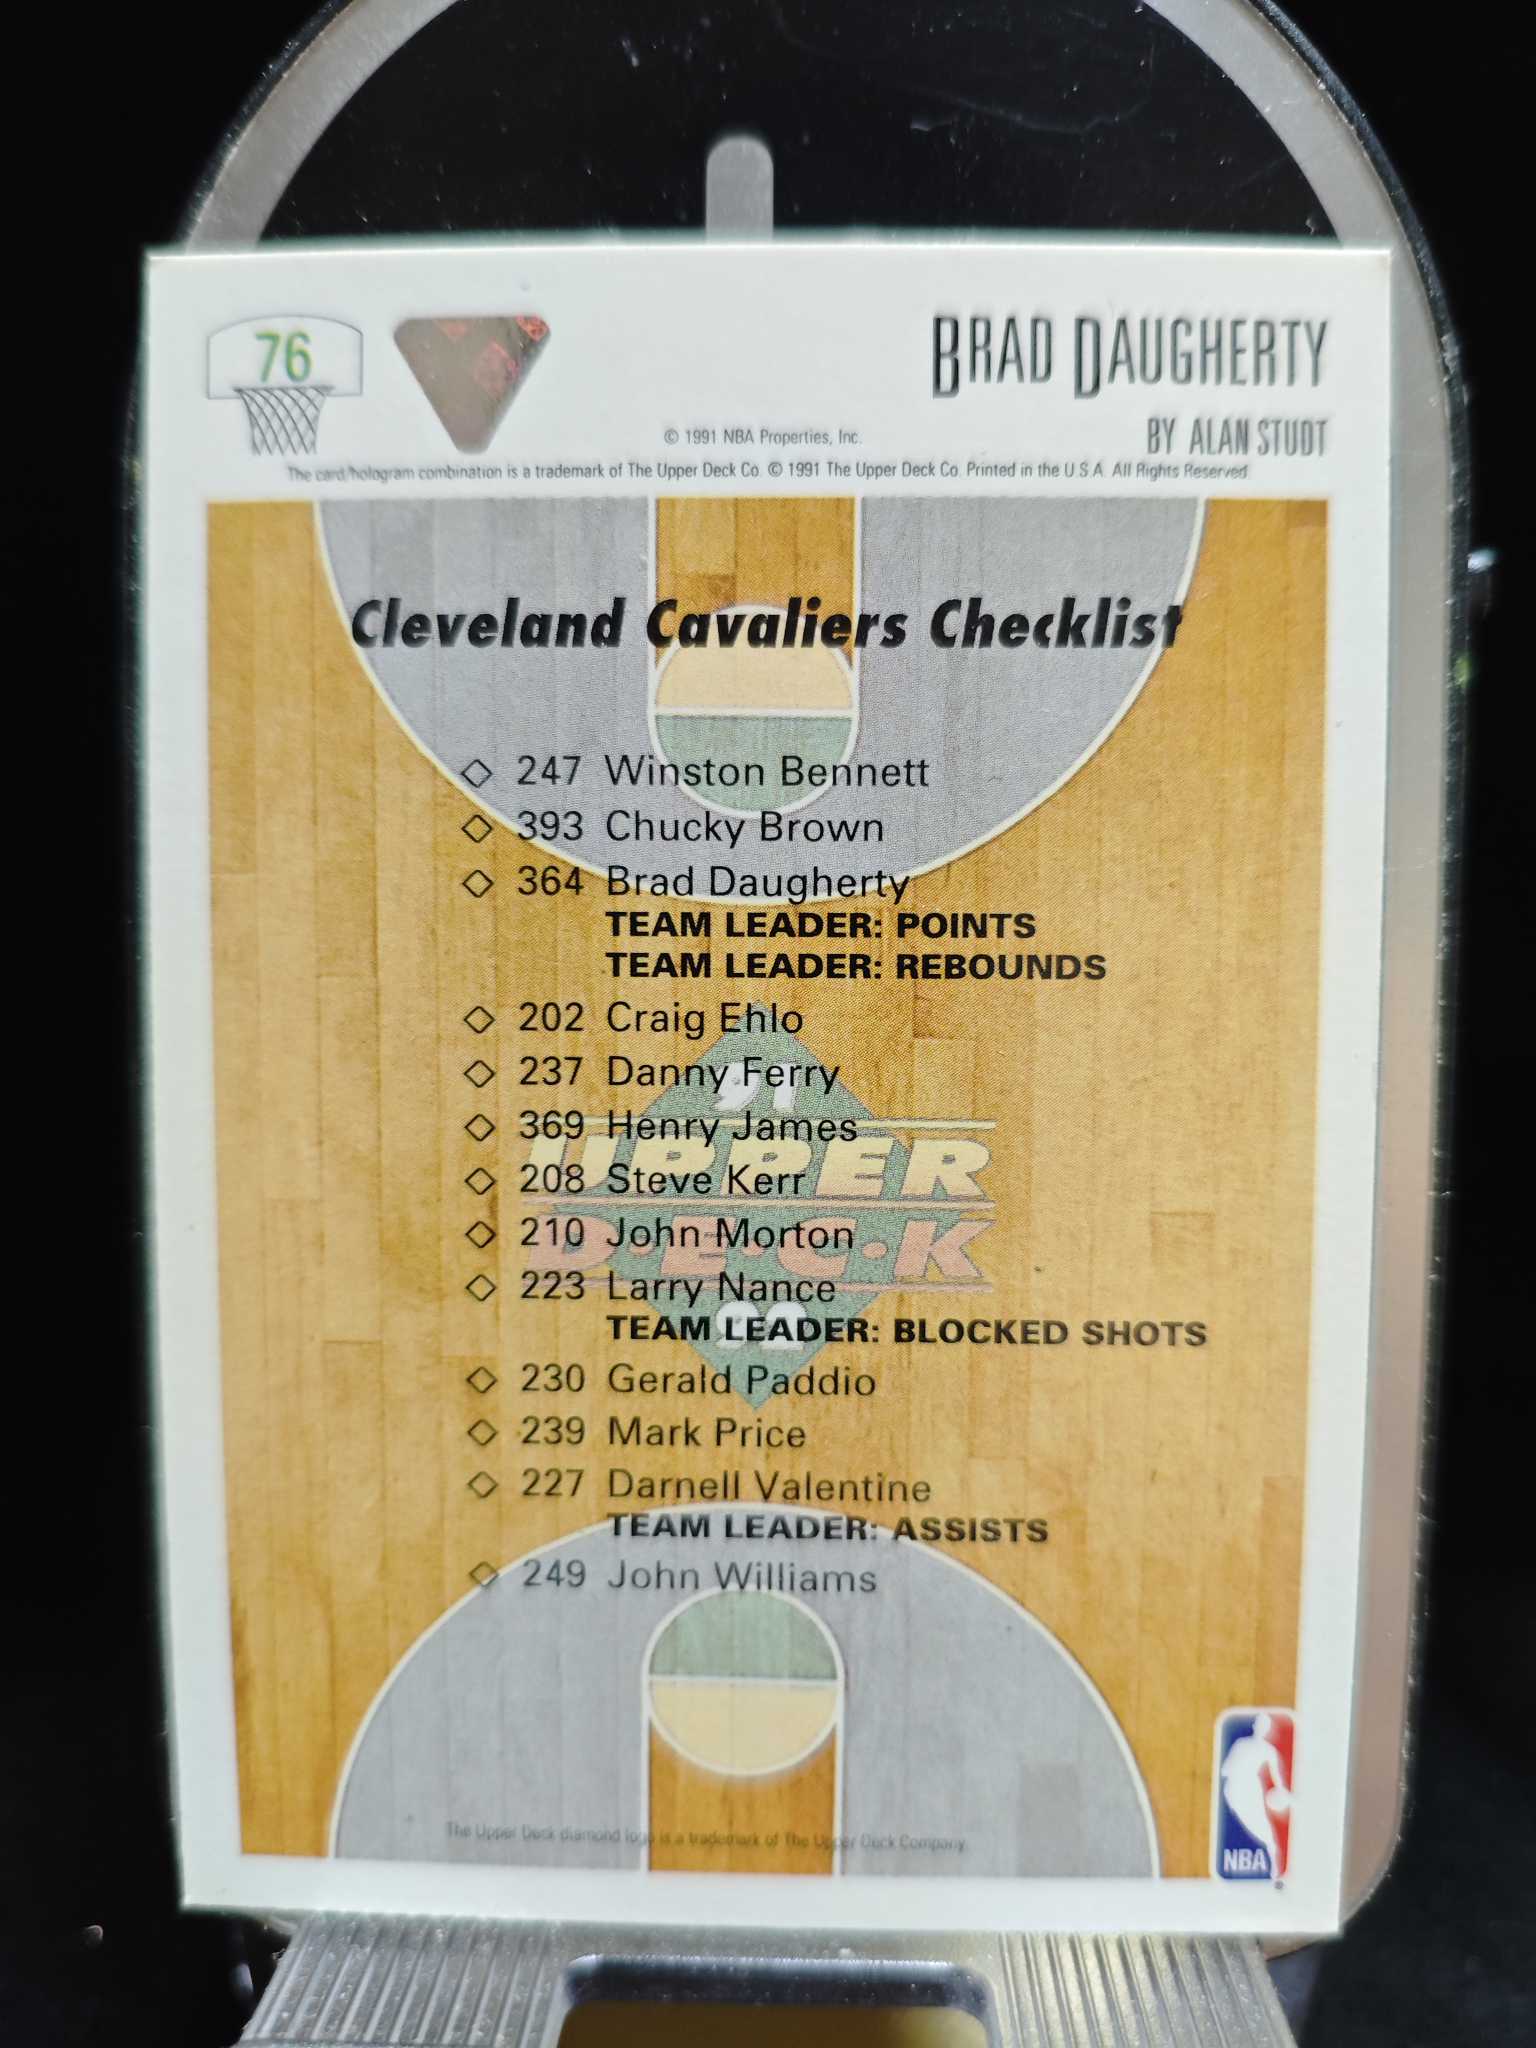 76
BRAD DAUGHERTY
BY ALAN STUDT
© 1991 NBA Properties, Inc.
The card/hologram combination is a trademark of The Upper Deck Co. © 1991 The Upper Deck Co. Printed in the U.S.A. All Rights Reserved.
Cleveland Cavaliers Checklist
◇ 247 Winston Bennett
◇ 393 Chucky Brown
◇ 364 Brad Daugherty
TEAM LEADER: POINTS
TEAM LEADER: REBOUNDS
◇ 202 Craig Ehlo
◇ 237 Danny Ferry
◇ 369 Henry James
◇ 208 Steve Kerr
◇ 210 John Morton
◇ 223 Larry Nance
TEAM LEADER: BLOCKED SHOTS
◇ 230 Gerald Paddio
◇ 239 Mark Price
◇ 227 Darnell Valentine
TEAM LEADER: ASSISTS
◇ 249 John Williams
91
UPPER
D·E·C·K
92
The Upper Deck diamond logo is a trademark of The Upper Deck Company.
NBA